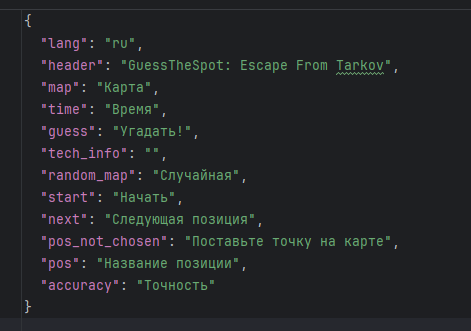 {
"lang": "ru",
"header": "GuessTheSpot: Escape From Tarkov",
"map": "Карта",
"time": "Время",
"guess": "Угадать!",
"tech_info": "",
"random_map": "Случайная",
"start": "Начать",
"next": "Следующая позиция",
"pos_not_chosen": "Поставьте точку на карте",
"pos": "Название позиции",
"accuracy": "Точность"
}